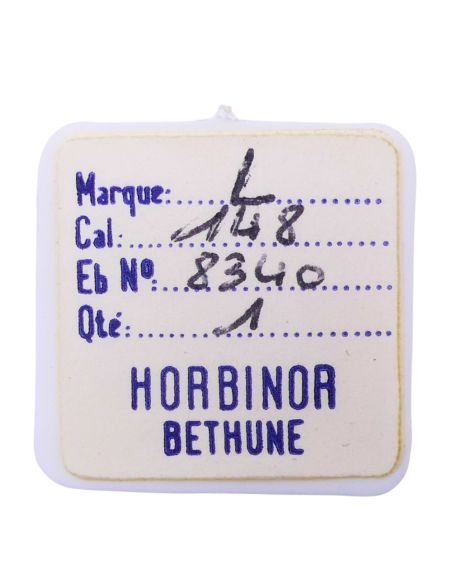 Marque: L
Cal: 148
Eb Nº: 8340
Qté: 1
HORBINOR
BETHUNE